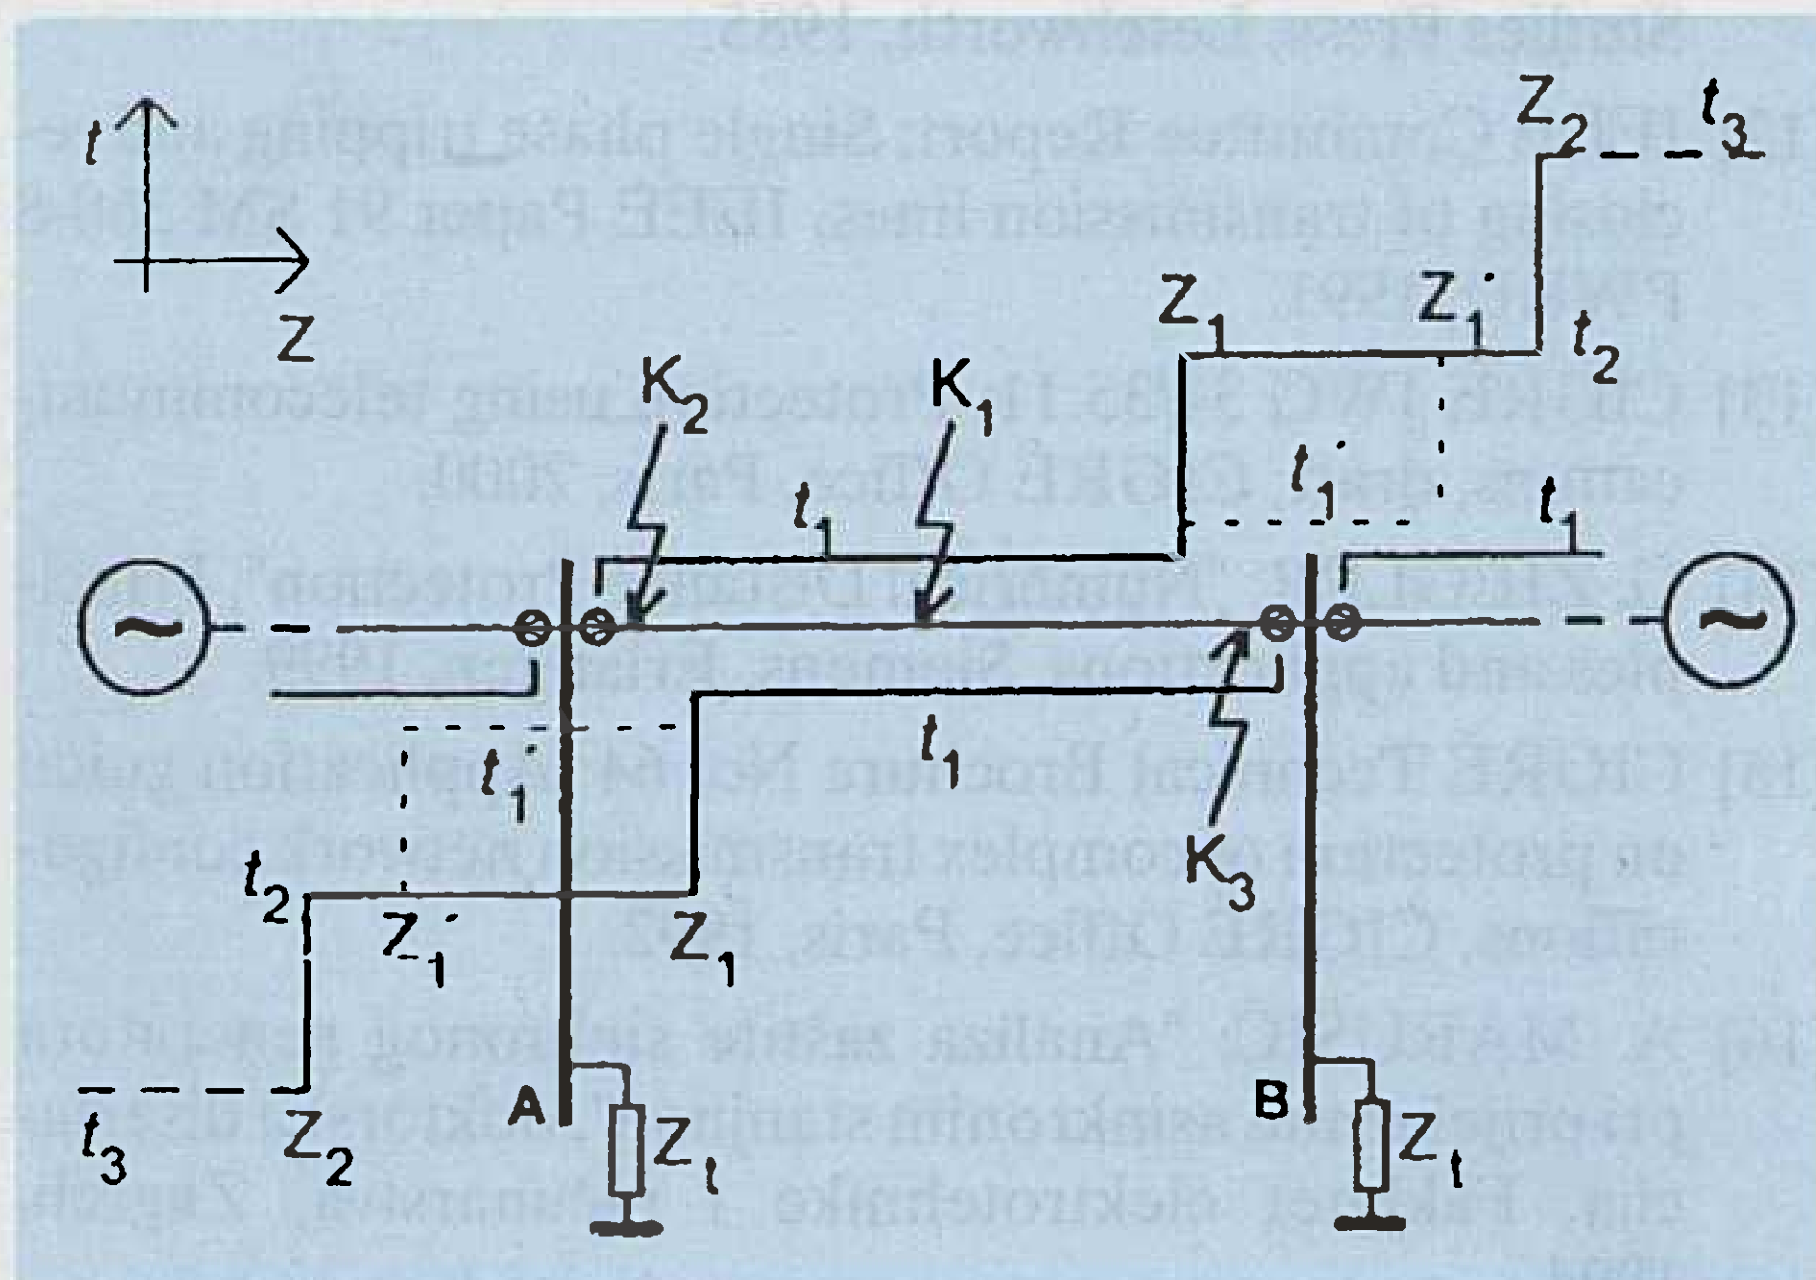 Z₂ t₃
t
Z
Z₁ Z₁' t₂
K₂ K₁
t₁ t₁' t₁
~ ~
t₁' t₁
K₃
t₂
Z₁' Z₁
A B
t₃ Z₂ Zt Zt